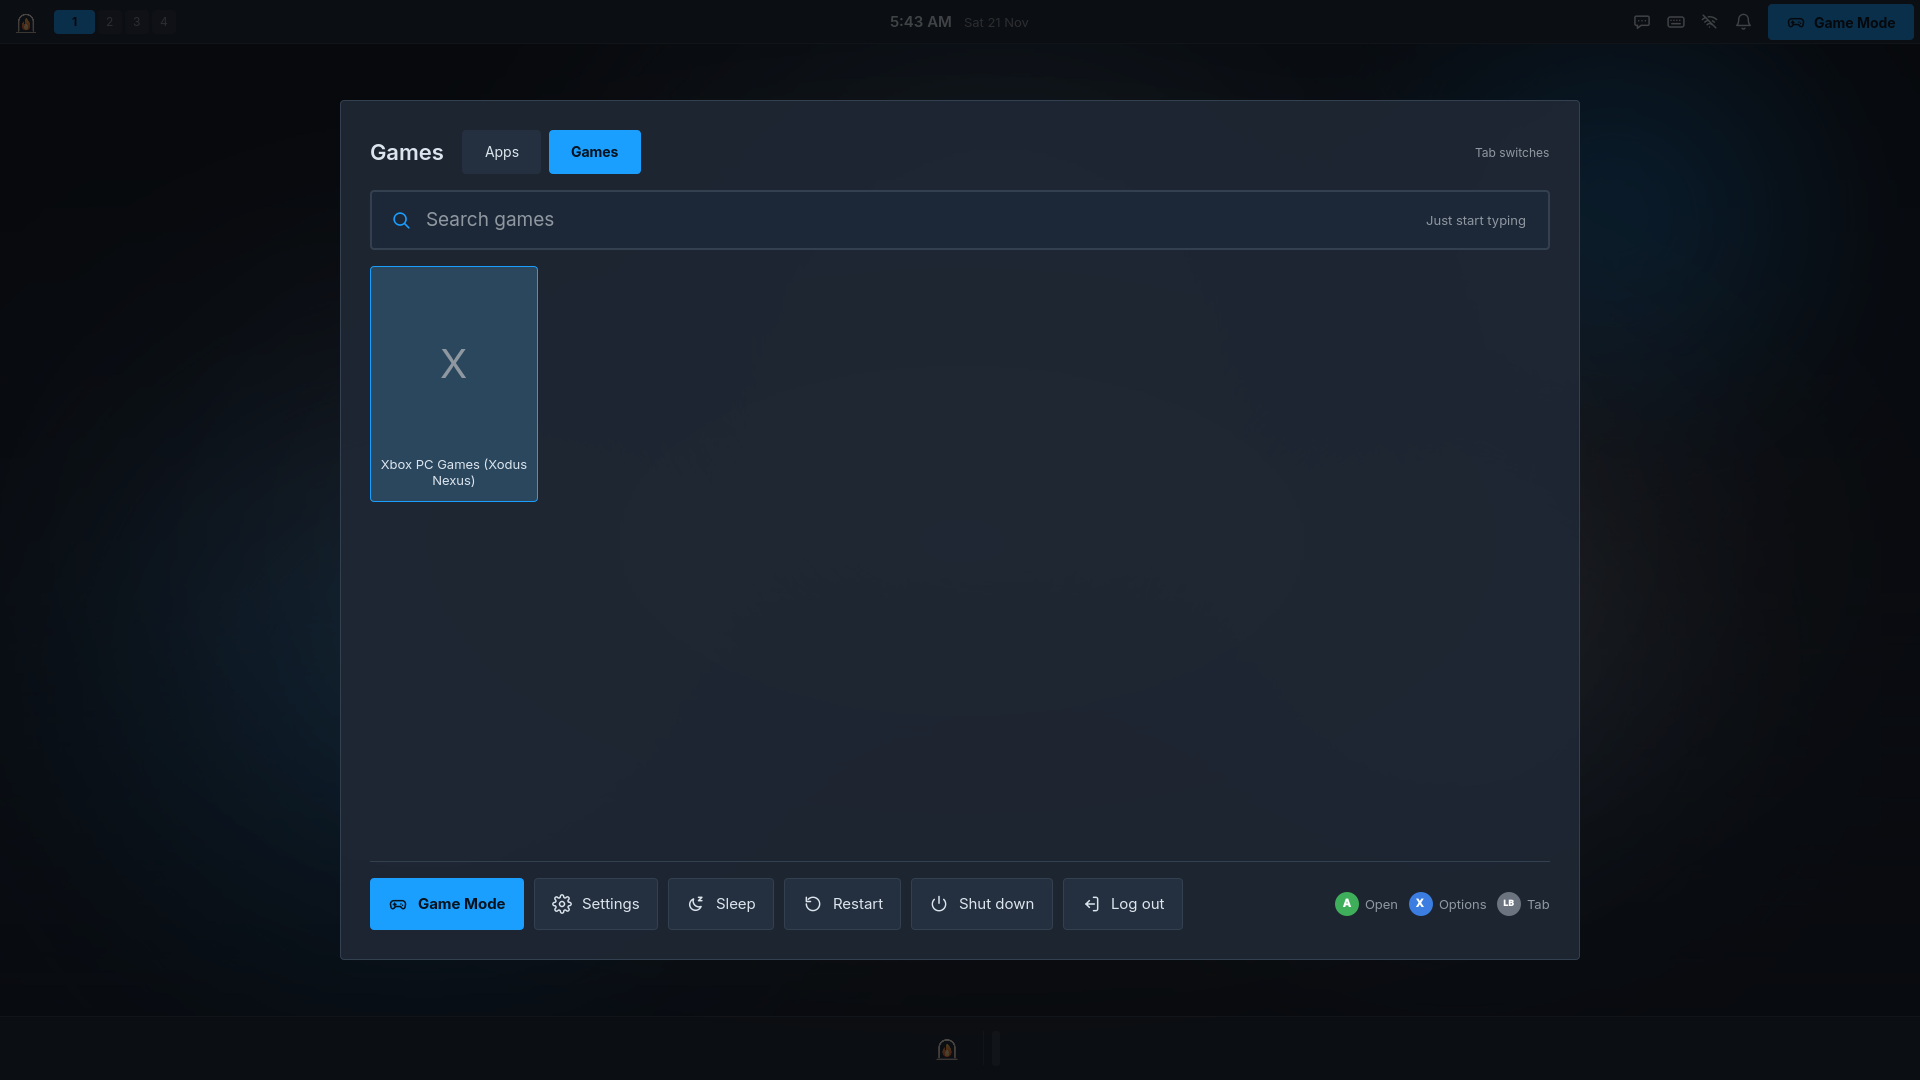 1 2 3 4
5:43 AM Sat 21 Nov
Game Mode
Games Apps Games
Tab switches
Search games
Just start typing
X
Xbox PC Games (Xodus
Nexus)
Game Mode Settings Sleep Restart Shut down Log out
A Open X Options LB Tab